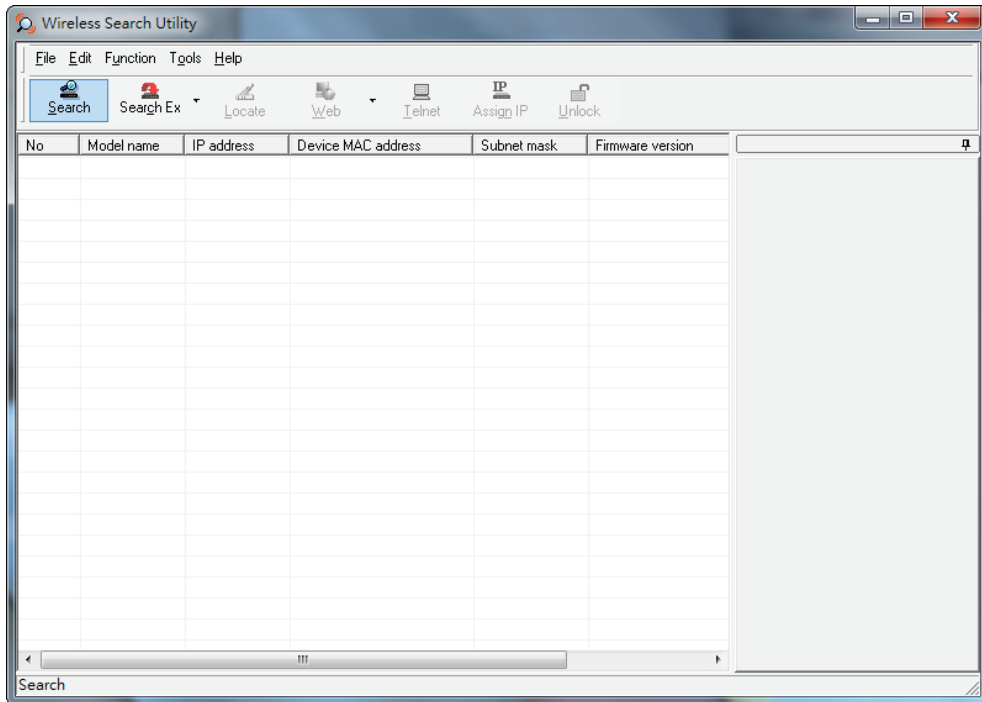 Wireless Search Utility
File Edit Function Tools Help
Search Search Ex Locate Web Telnet Assign IP Unlock
No Model name IP address Device MAC address Subnet mask Firmware version
Search